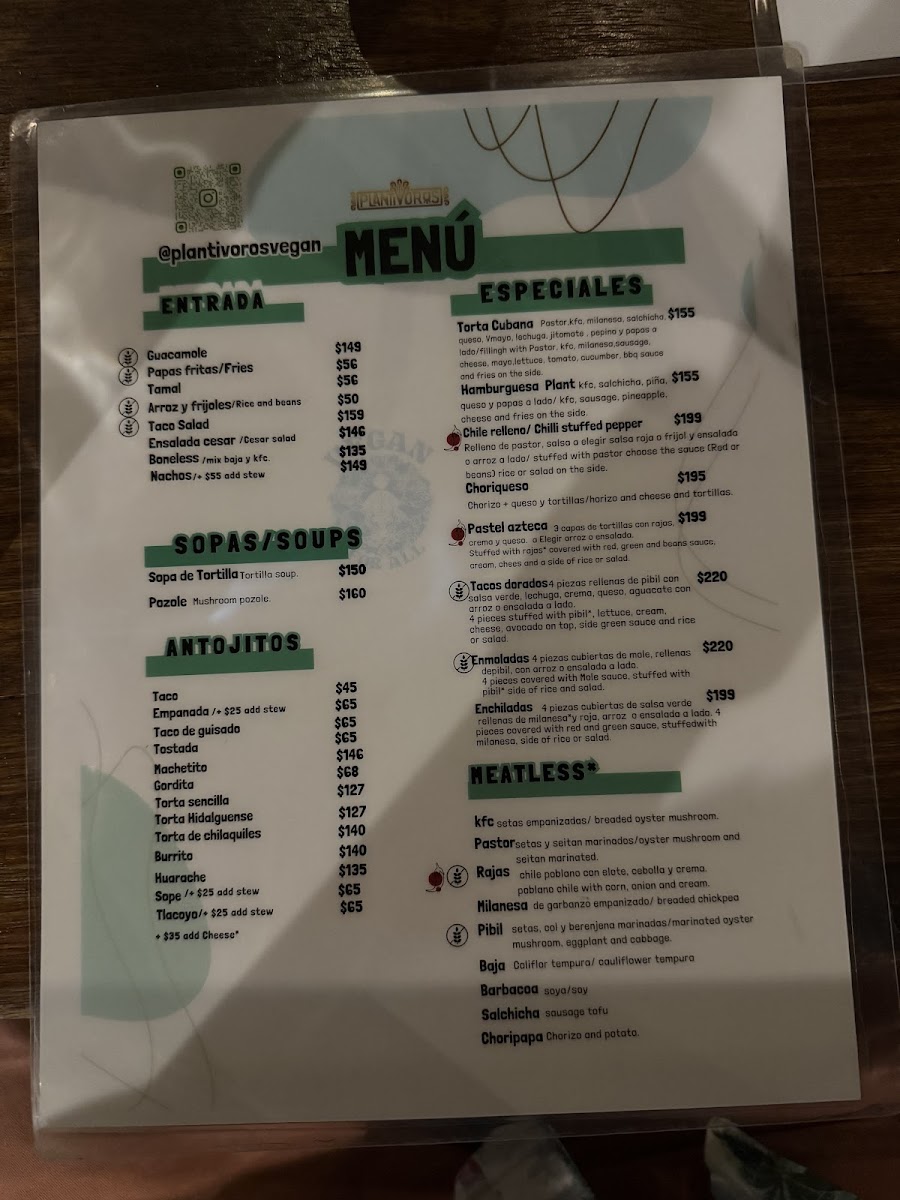 @plantivorosvegan
PLANTIVOROS
MENÚ
ENTRADA
Guacamole $149
Papas fritas/Fries $56
Tamal $56
Arroz y frijoles/Rice and beans $50
Taco Salad $159
Ensalada cesar /Cesar salad $146
Boneless /mix baja y kfc. $135
Nachos/+ $55 add stew $149
SOPAS/SOUPS
Sopa de Tortilla Tortilla soup. $150
Pozole Mushroom pozole. $160
ANTOJITOS
Taco $45
Empanada /+ $25 add stew $65
Taco de guisado $65
Tostada $65
Machetito $146
Gordita $68
Torta sencilla $127
Torta Hidalguense $127
Torta de chilaquiles $140
Burrito $140
Huarache $135
Sope /+ $25 add stew $65
Tlacoyo/+ $25 add stew $65
+ $35 add Cheese*
VEGAN
ESPECIALES
Torta Cubana Pastor,kfc, milanesa, salchicha, $155
queso, Vmayo, lechuga, jitomate , pepino y papas a
lado/fillingh with Pastor, kfc, milanesa,sausage,
cheese, mayo,lettuce, tomato, cucumber, bbq sauce
and fries on the side.
Hamburguesa Plant kfc, salchicha, piña, $155
queso y papas a lado/ kfc, sausage, pineapple,
cheese and fries on the side.
Chile relleno/ Chilli stuffed pepper $199
Relleno de pastor, salsa a elegir salsa roja o frijol y ensalada
o arroz a lado/ stuffed with pastor choose the sauce (Red or
beans) rice or salad on the side.
Choriqueso $195
Chorizo + queso y tortillas/horizo and cheese and tortillas.
Pastel azteca 3 capas de tortillas con rajas, $199
crema y queso. a Elegir arroz o ensalada.
Stuffed with rajas* covered with red, green and beans sauce,
cream, chees and a side of rice or salad.
Tacos dorados 4 piezas rellenas de pibil con $220
salsa verde, lechuga, crema, queso, aguacate con
arroz o ensalada a lado.
4 pieces stuffed with pibil*, lettuce, cream,
cheese, avocado on top, side green sauce and rice
or salad.
Enmoladas 4 piezas cubiertas de mole, rellenas $220
depibil, con arroz o ensalada a lado.
4 pieces covered with Mole sauce, stuffed with
pibil* side of rice and salad.
Enchiladas 4 piezas cubiertas de salsa verde $199
rellenas de milanesa*y roja, arroz o ensalada a lado. 4
pieces covered with red and green sauce, stuffedwith
milanesa, side of rice or salad.
MEATLESS*
kfc setas empanizadas/ breaded oyster mushroom.
Pastor setas y seitan marinados/oyster mushroom and
seitan marinated.
Rajas chile poblano con elote, cebolla y crema.
poblano chile with corn, onion and cream.
Milanesa de garbanzo empanizado/ breaded chickpea
Pibil setas, col y berenjena marinadas/marinated oyster
mushroom, eggplant and cabbage.
Baja Coliflor tempura/ cauliflower tempura
Barbacoa soya/soy
Salchicha sausage tofu
Choripapa Chorizo and potato.